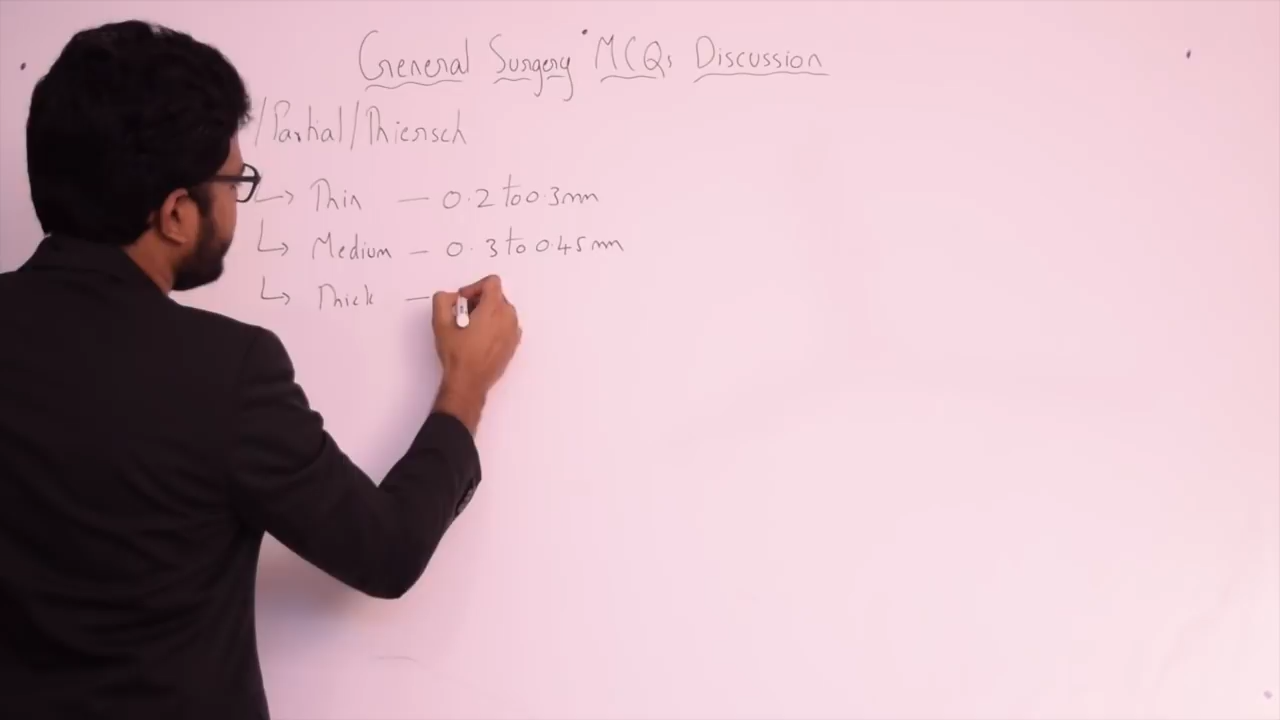 General Surgery MCQs Discussion
/Partial/Thiersch
↳ Thin — 0.2 to 0.3mm
↳ Medium — 0.3 to 0.45mm
↳ Thick —